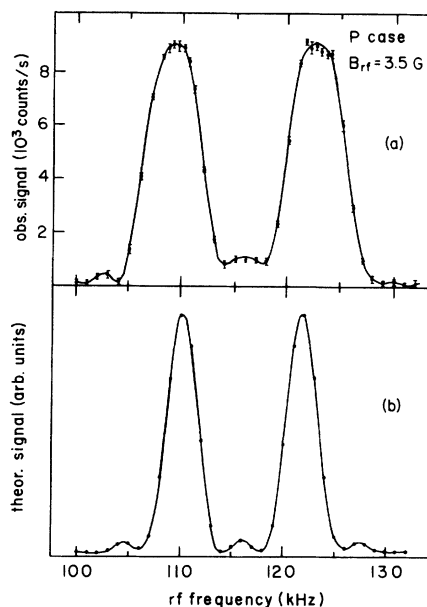 P case
B_rf = 3.5 G
(a)
obs. signal (10³ counts/s)
8
6
4
2
(b)
theor. signal (arb. units)
100
110
120
130
rf frequency (kHz)